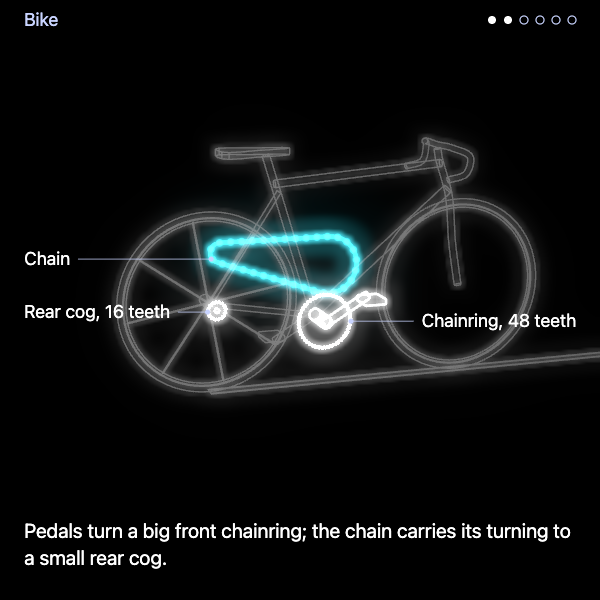 Bike
Chain
Rear cog, 16 teeth
Chainring, 48 teeth
Pedals turn a big front chainring; the chain carries its turning to
a small rear cog.